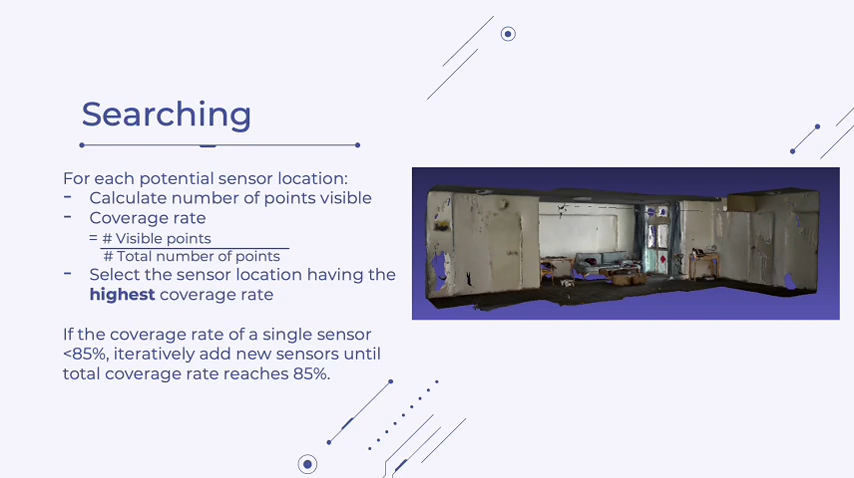 Searching
For each potential sensor location:
- Calculate number of points visible
- Coverage rate
= # Visible points
# Total number of points
- Select the sensor location having the
highest coverage rate
If the coverage rate of a single sensor
<85%, iteratively add new sensors until
total coverage rate reaches 85%.